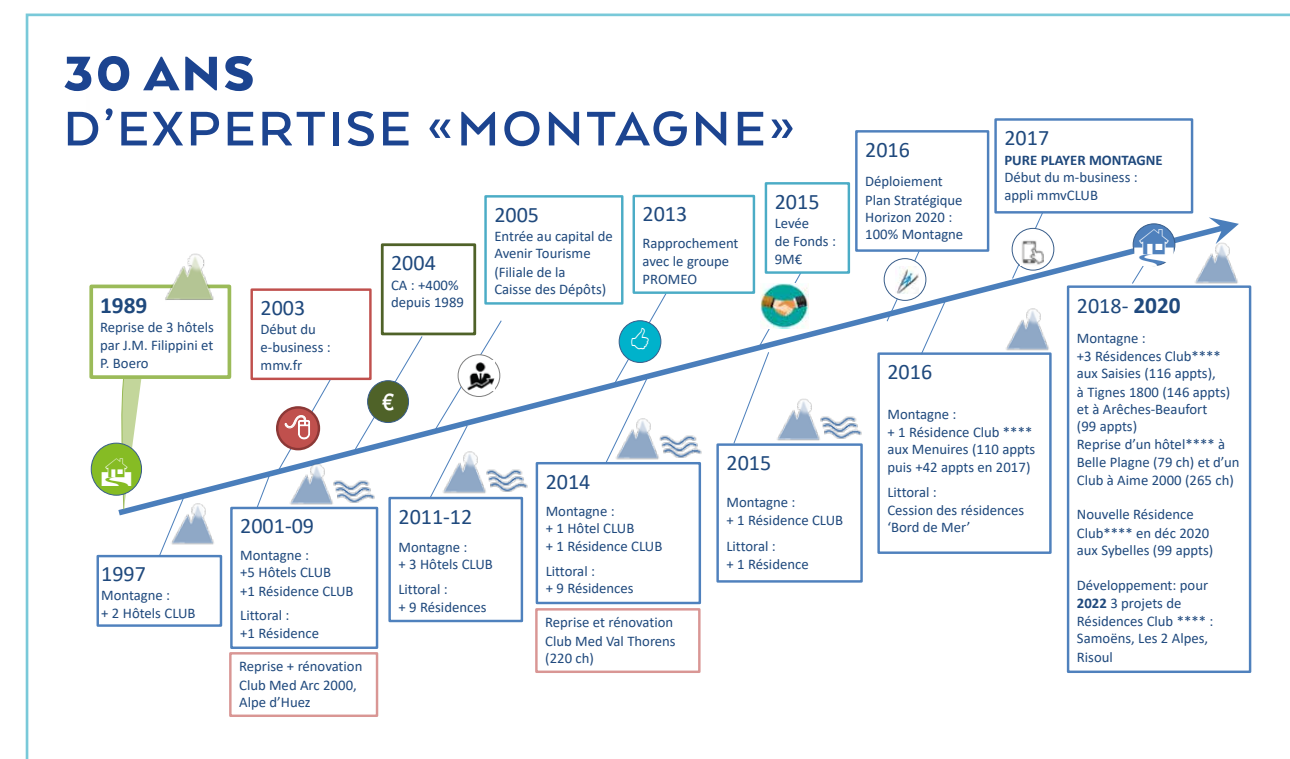 30 ANS
D'EXPERTISE «MONTAGNE»
1989
Reprise de 3 hôtels
par J.M. Filippini et
P. Boero
2003
Début du
e-business :
mmv.fr
2004
CA : +400%
depuis 1989
2005
Entrée au capital de
Avenir Tourisme
(Filiale de la
Caisse des Dépôts)
2013
Rapprochement
avec le groupe
PROMEO
2015
Levée
de Fonds :
9M€
2016
Déploiement
Plan Stratégique
Horizon 2020 :
100% Montagne
2017
PURE PLAYER MONTAGNE
Début du m-business :
appli mmvCLUB
€
1997
Montagne :
+ 2 Hôtels CLUB
2001-09
Montagne :
+5 Hôtels CLUB
+1 Résidence CLUB
Littoral :
+1 Résidence
Reprise + rénovation
Club Med Arc 2000,
Alpe d'Huez
2011-12
Montagne :
+ 3 Hôtels CLUB
Littoral :
+ 9 Résidences
2014
Montagne :
+ 1 Hôtel CLUB
+ 1 Résidence CLUB
Littoral :
+ 9 Résidences
Reprise et rénovation
Club Med Val Thorens
(220 ch)
2015
Montagne :
+ 1 Résidence CLUB
Littoral :
+ 1 Résidence
2016
Montagne :
+ 1 Résidence Club ****
aux Menuires (110 appts
puis +42 appts en 2017)
Littoral :
Cession des résidences
'Bord de Mer'
2018- 2020
Montagne :
+3 Résidences Club****
aux Saisies (116 appts),
à Tignes 1800 (146 appts)
et à Arêches-Beaufort
(99 appts)
Reprise d'un hôtel**** à
Belle Plagne (79 ch) et d'un
Club à Aime 2000 (265 ch)
Nouvelle Résidence
Club**** en déc 2020
aux Sybelles (99 appts)
Développement: pour
2022 3 projets de
Résidences Club **** :
Samoëns, Les 2 Alpes,
Risoul